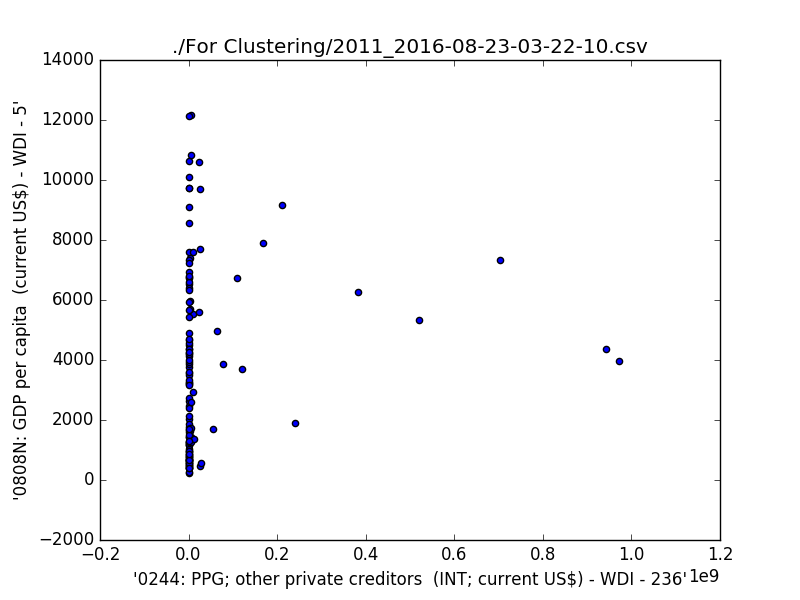 ./For Clustering/2011_2016-08-23-03-22-10.csv
14000
12000
10000
8000
6000
4000
2000
0
−2000
'0808N: GDP per capita  (current US$) - WDI - 5'
−0.2 0.0 0.2 0.4 0.6 0.8 1.0 1.2
1e9
'0244: PPG; other private creditors  (INT; current US$) - WDI - 236'